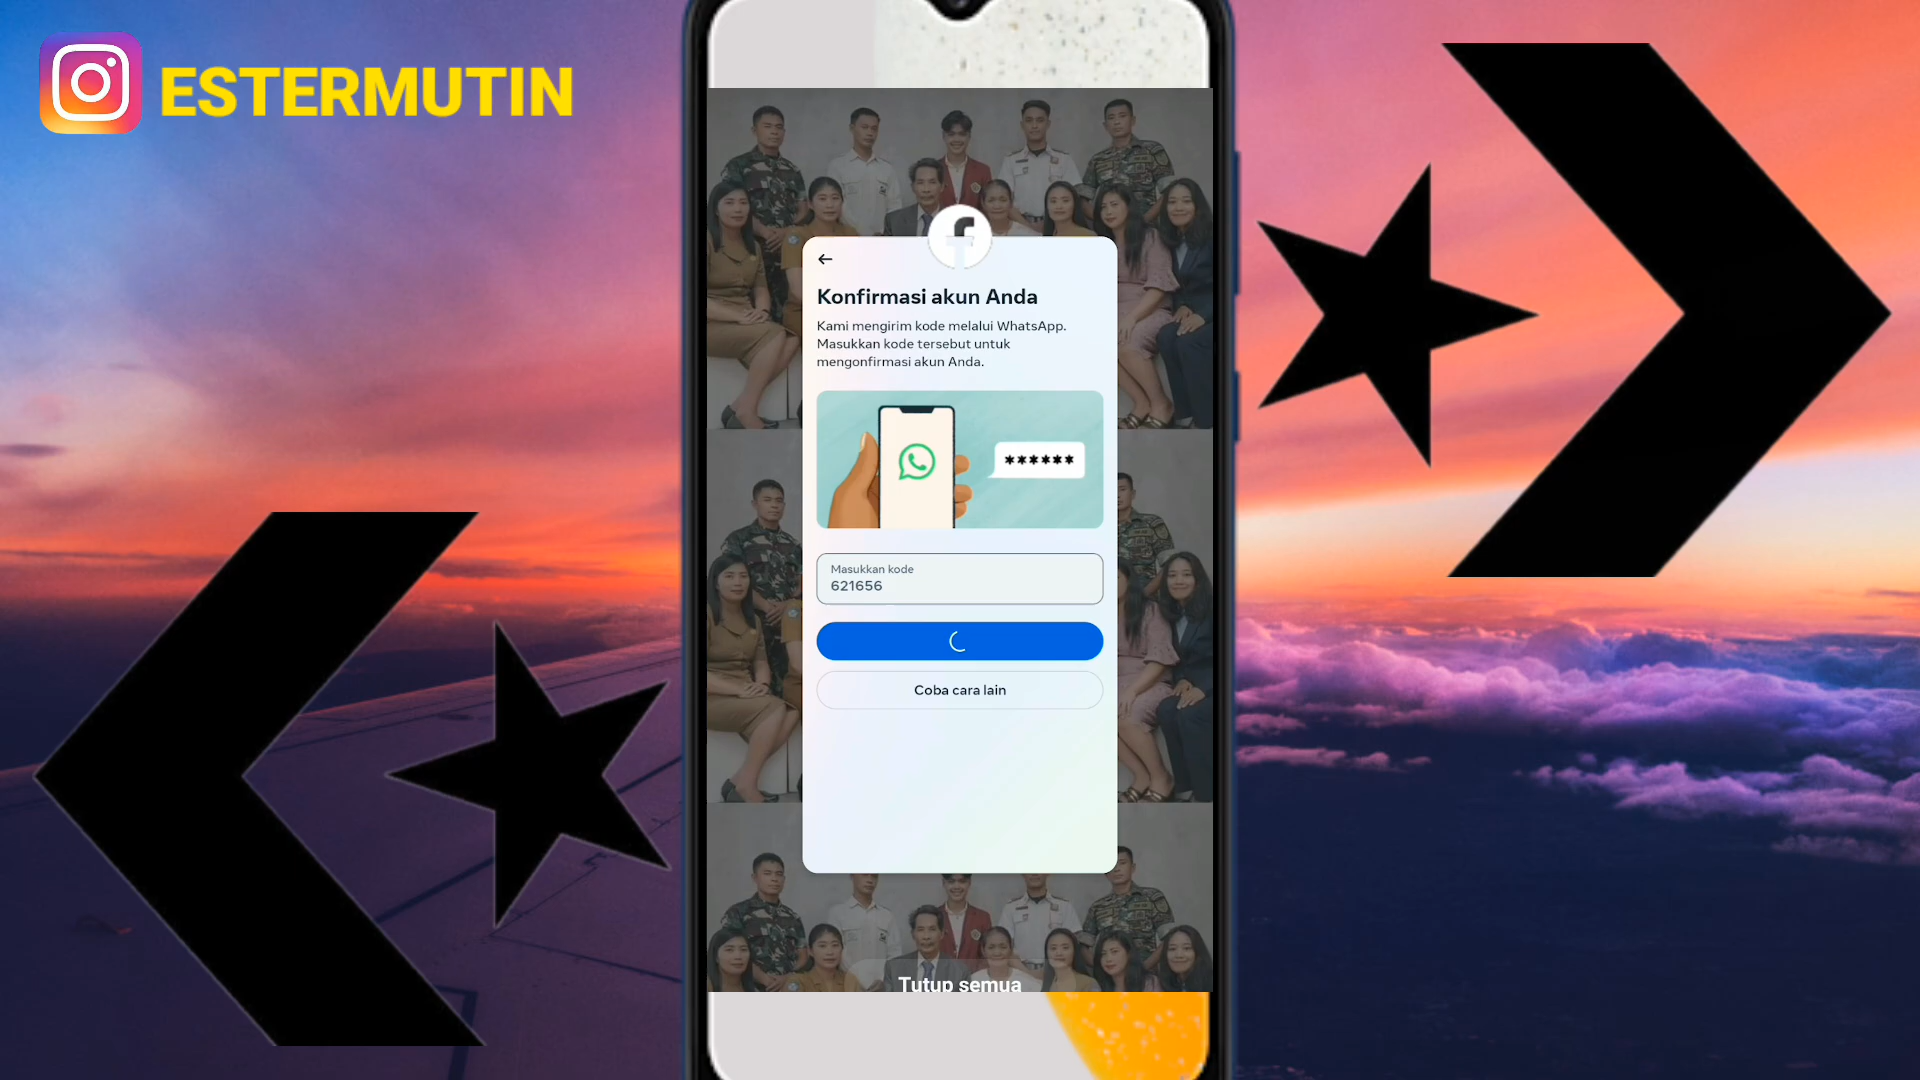 ESTERMUTIN
Konfirmasi akun Anda
Kami mengirim kode melalui WhatsApp.
Masukkan kode tersebut untuk
mengonfirmasi akun Anda.
******
Masukkan kode
621656
Coba cara lain
Tutup semua